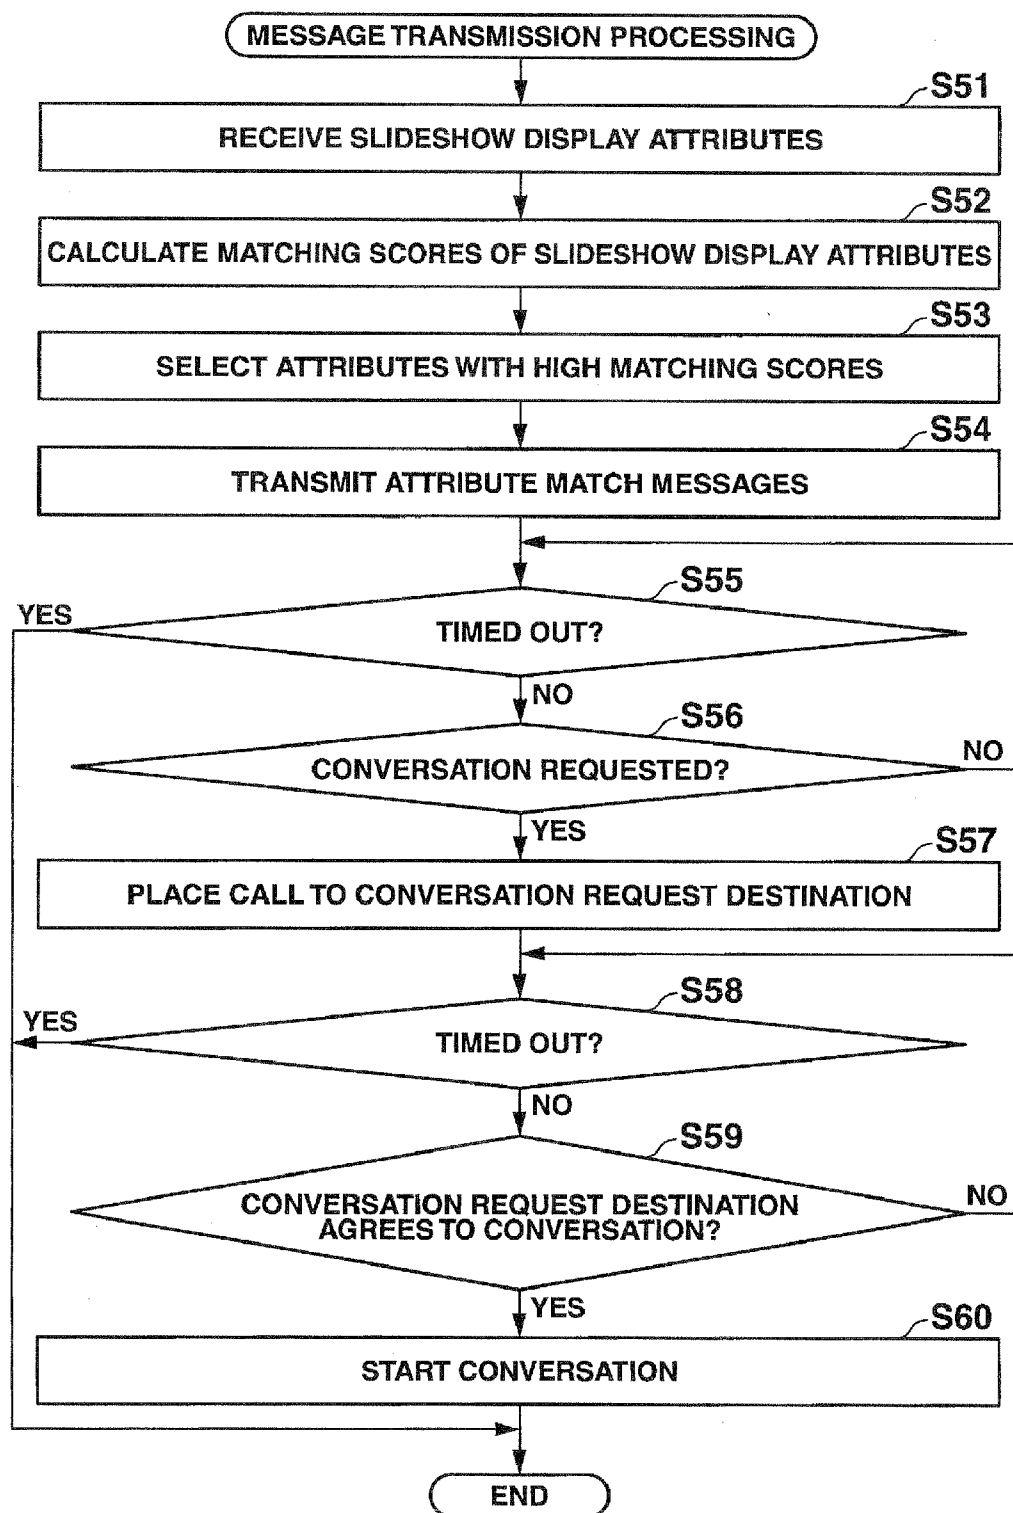 MESSAGE TRANSMISSION PROCESSING
S51
RECEIVE SLIDESHOW DISPLAY ATTRIBUTES
S52
CALCULATE MATCHING SCORES OF SLIDESHOW DISPLAY ATTRIBUTES
S53
SELECT ATTRIBUTES WITH HIGH MATCHING SCORES
S54
TRANSMIT ATTRIBUTE MATCH MESSAGES
S55
YES
TIMED OUT?
NO
S56
CONVERSATION REQUESTED?
NO
YES
S57
PLACE CALL TO CONVERSATION REQUEST DESTINATION
S58
YES
TIMED OUT?
NO
S59
CONVERSATION REQUEST DESTINATION
AGREES TO CONVERSATION?
NO
YES
S60
START CONVERSATION
END